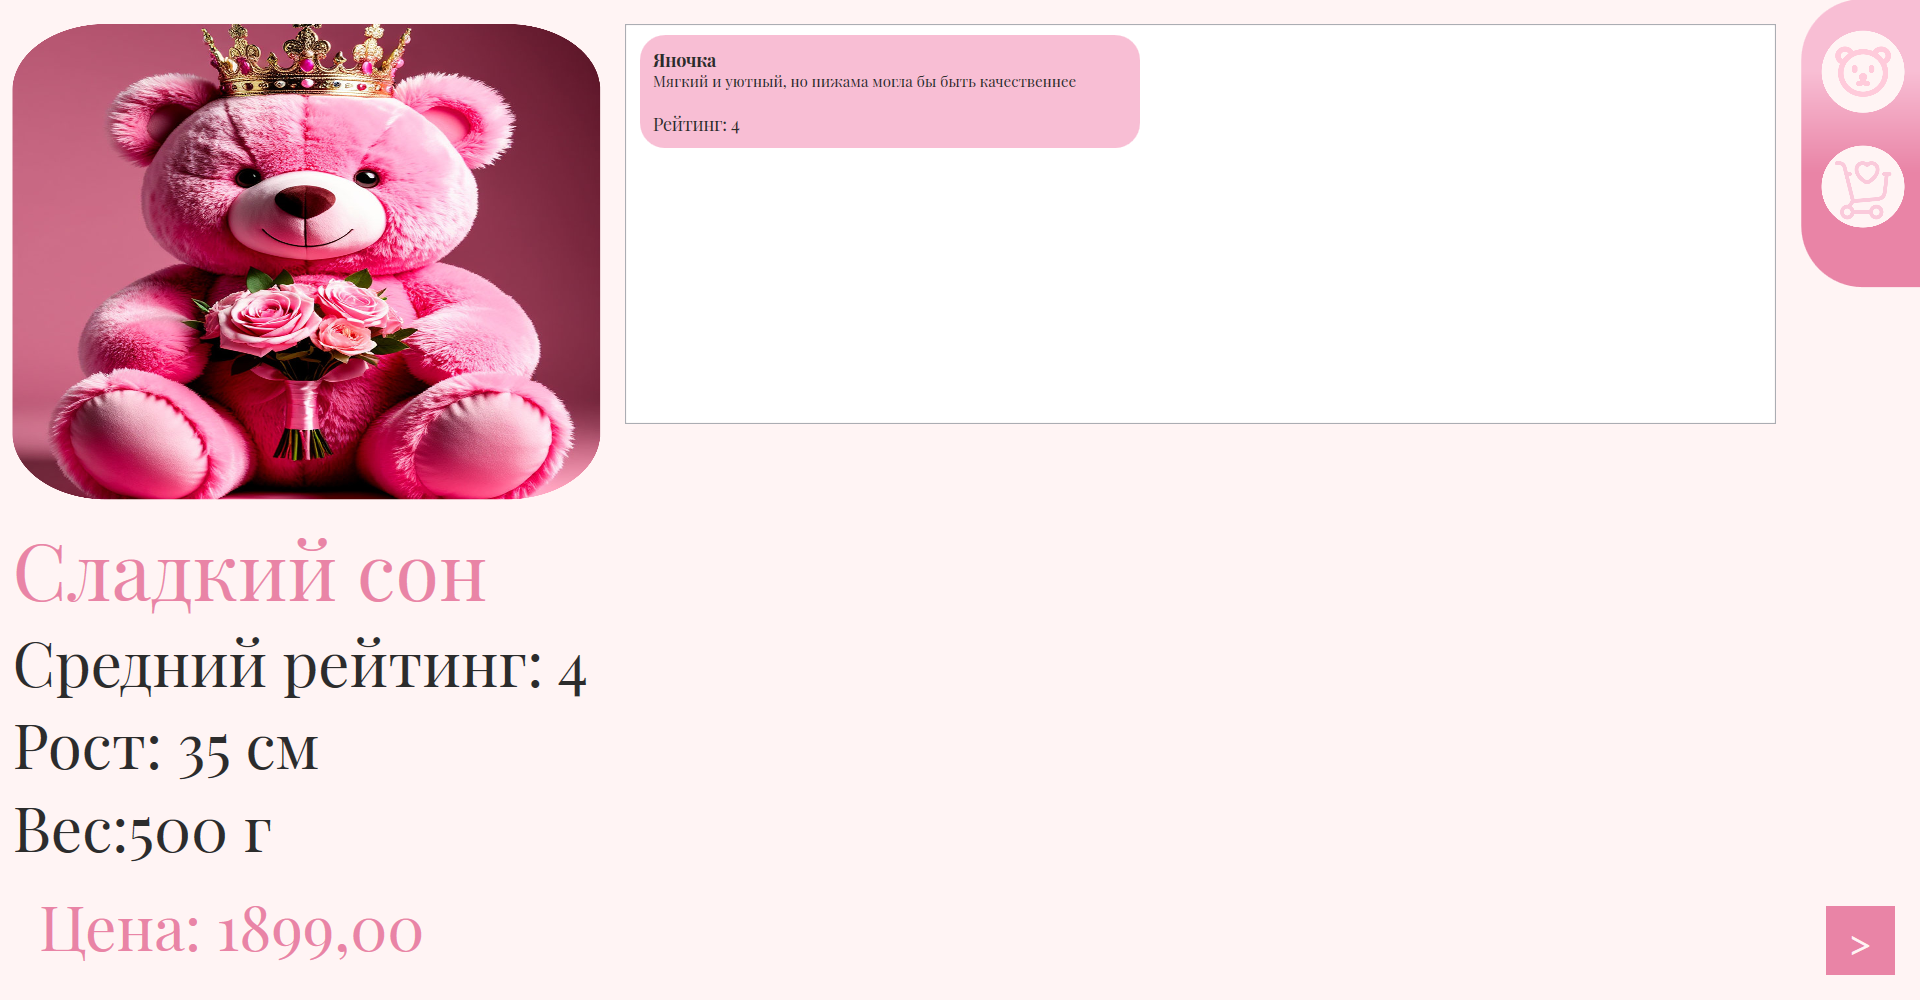 Яночка
Мягкий и уютный, но пижама могла бы быть качественнее
Рейтинг: 4
Сладкий сон
Средний рейтинг: 4
Рост: 35 см
Вес:500 г
Цена: 1899,00
>